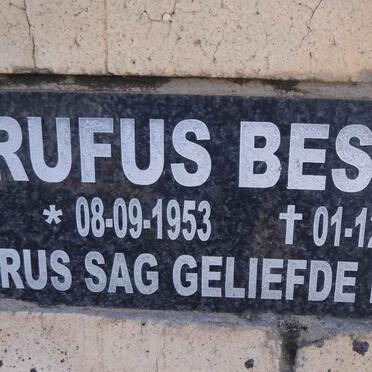 RUFUS BES
* 08-09-1953 † 01-12
RUS SAG GELIEFDE